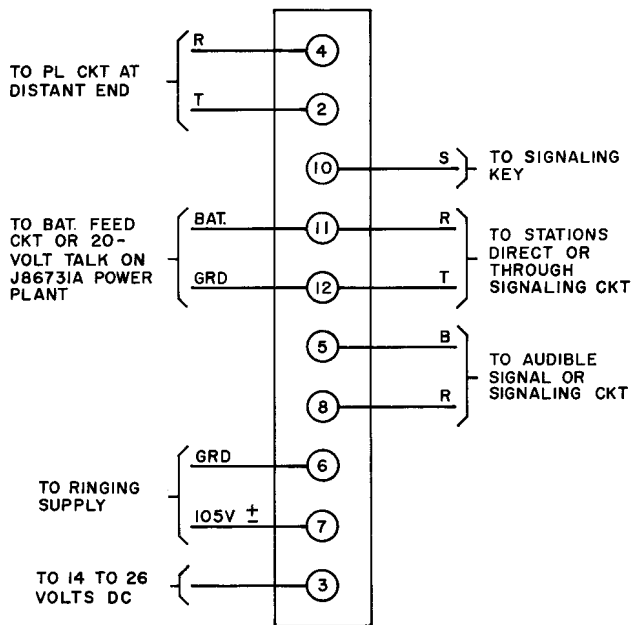 R
4
TO PL CKT AT
DISTANT END
T
2
10
S
TO SIGNALING
KEY
TO BAT. FEED
CKT OR 20-
VOLT TALK ON
J86731A POWER
PLANT
BAT.
11
R
GRD
12
T
TO STATIONS
DIRECT OR
THROUGH
SIGNALING CKT
5
B
8
R
TO AUDIBLE
SIGNAL OR
SIGNALING CKT
TO RINGING
SUPPLY
GRD
6
105V ±
7
TO 14 TO 26
VOLTS DC
3